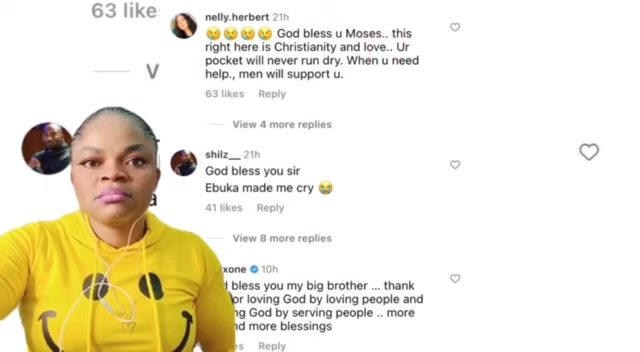 63 like
V
a
nelly.herbert 21h
😢😢😢😢 God bless u Moses.. this
right here is Christianity and love.. Ur
pocket will never run dry. When u need
help., men will support u.
63 likes Reply
View 4 more replies
shilz__ 21h
God bless you sir
Ebuka made me cry 😭
41 likes Reply
View 8 more replies
10h
bless you my big brother ... thank
or loving God by loving people and
God by serving people .. more
more blessings
Reply